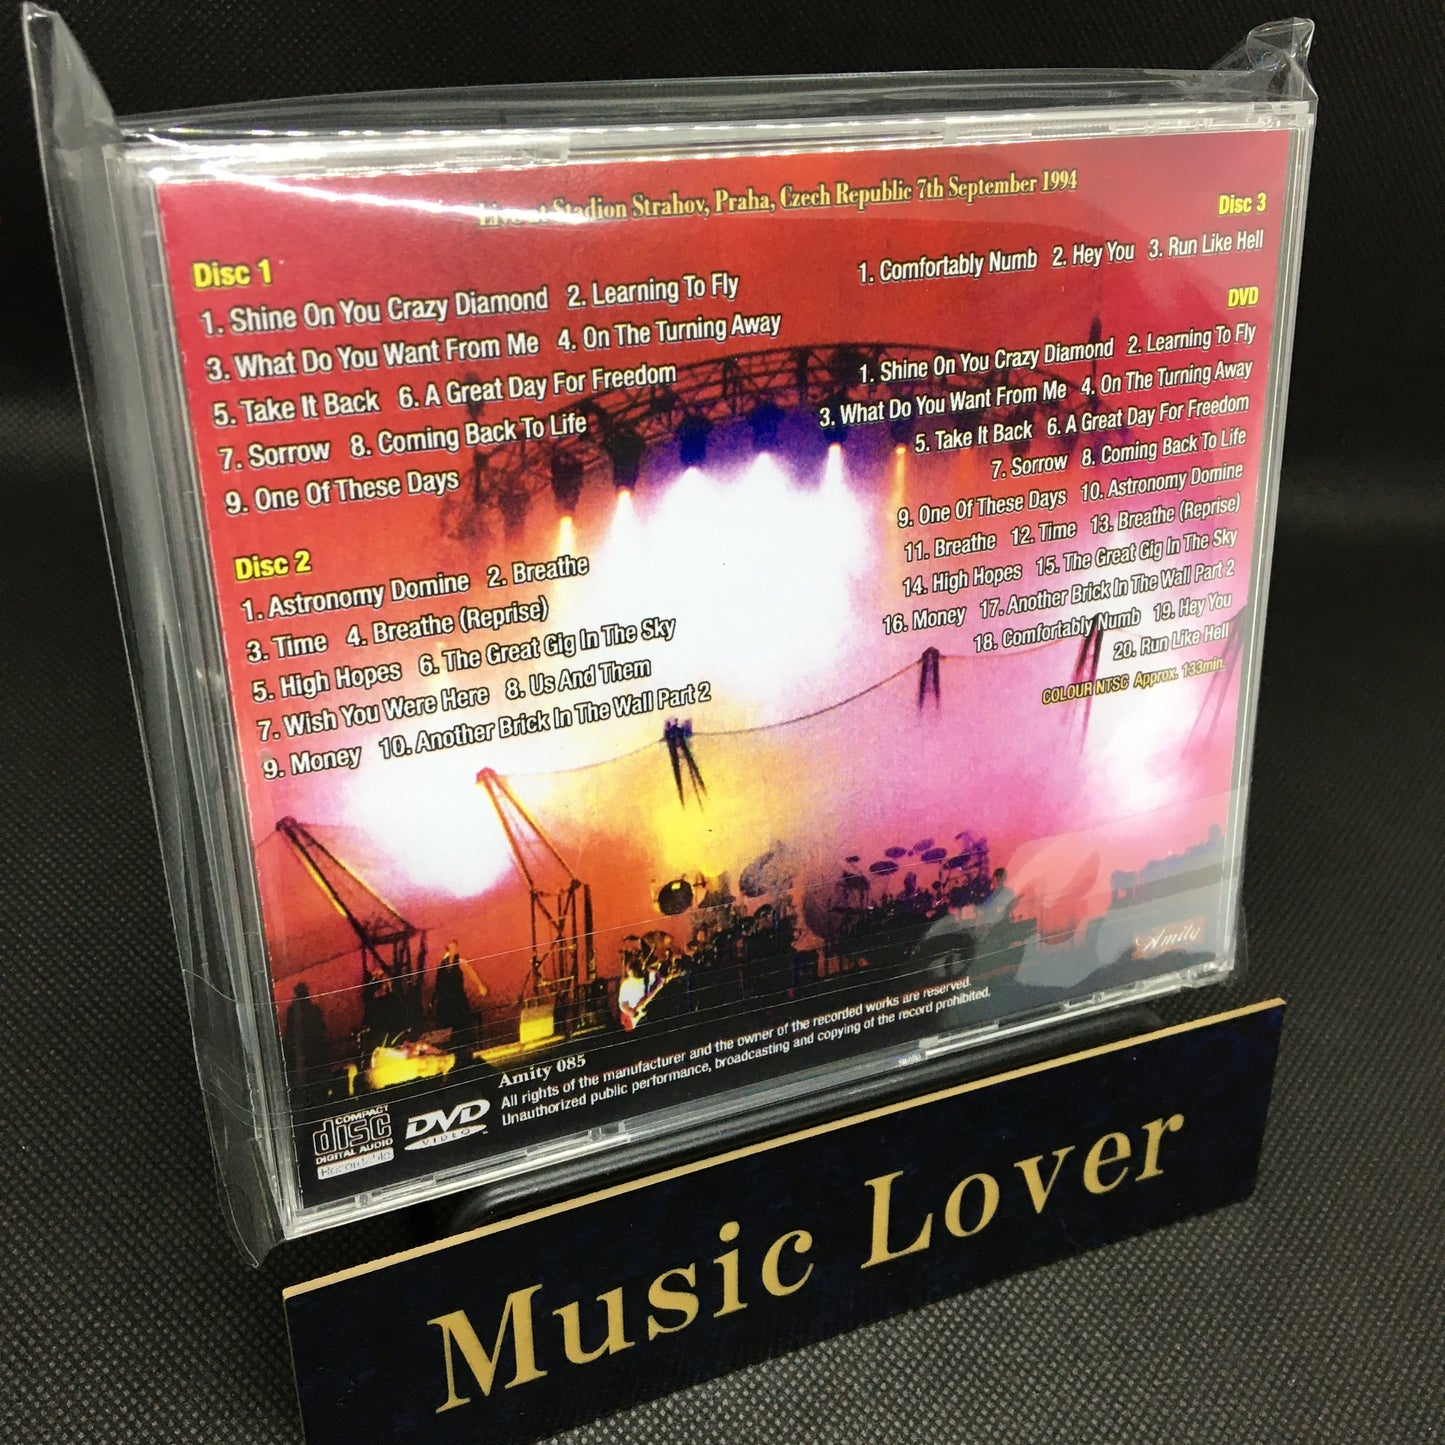 Live at Stadion Strahov, Praha, Czech Republic 7th September 1994
Disc 1
1. Shine On You Crazy Diamond 2. Learning To Fly
3. What Do You Want From Me 4. On The Turning Away
5. Take It Back 6. A Great Day For Freedom
7. Sorrow 8. Coming Back To Life
9. One Of These Days
Disc 2
1. Astronomy Domine 2. Breathe
3. Time 4. Breathe (Reprise)
5. High Hopes 6. The Great Gig In The Sky
7. Wish You Were Here 8. Us And Them
9. Money 10. Another Brick In The Wall Part 2
Disc 3
1. Comfortably Numb 2. Hey You 3. Run Like Hell
DVD
1. Shine On You Crazy Diamond 2. Learning To Fly
3. What Do You Want From Me 4. On The Turning Away
5. Take It Back 6. A Great Day For Freedom
7. Sorrow 8. Coming Back To Life
9. One Of These Days 10. Astronomy Domine
11. Breathe 12. Time 13. Breathe (Reprise)
14. High Hopes 15. The Great Gig In The Sky
16. Money 17. Another Brick In The Wall Part 2
18. Comfortably Numb 19. Hey You
20. Run Like Hell
COLOUR NTSC Approx. 133min.
Amity
Amity 085
All rights of the manufacturer and the owner of the recorded works are reserved.
Unauthorized public performance, broadcasting and copying of the record prohibited.
COMPACT
disc
DIGITAL AUDIO
Recordable
DVD
VIDEO
Music Lover